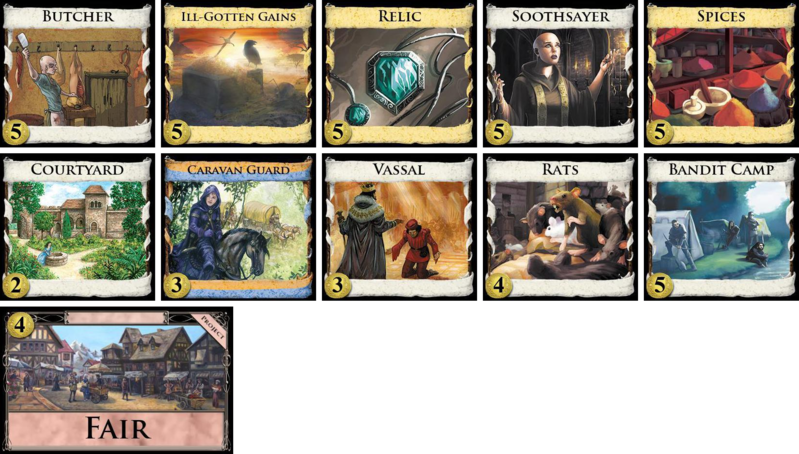 BUTCHER
5
ILL-GOTTEN GAINS
5
RELIC
5
SOOTHSAYER
5
SPICES
5
COURTYARD
2
CARAVAN GUARD
3
VASSAL
3
RATS
4
BANDIT CAMP
5
4
PROJECT
FAIR